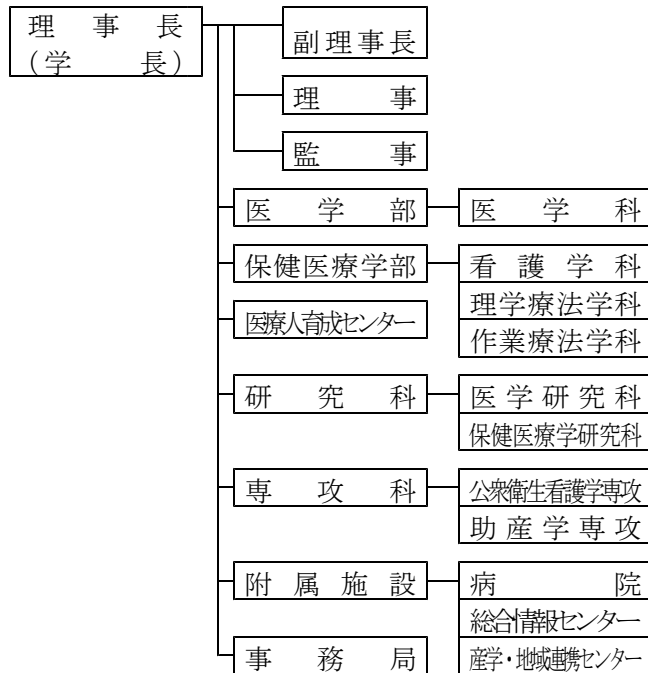 理事長
(学長)
副理事長
理事
監事
医学部
医学科
保健医療学部
看護学科
理学療法学科
作業療法学科
医療人育成センター
研究科
医学研究科
保健医療学研究科
専攻科
公衆衛生看護学専攻
助産学専攻
附属施設
病院
総合情報センター
産学・地域連携センター
事務局